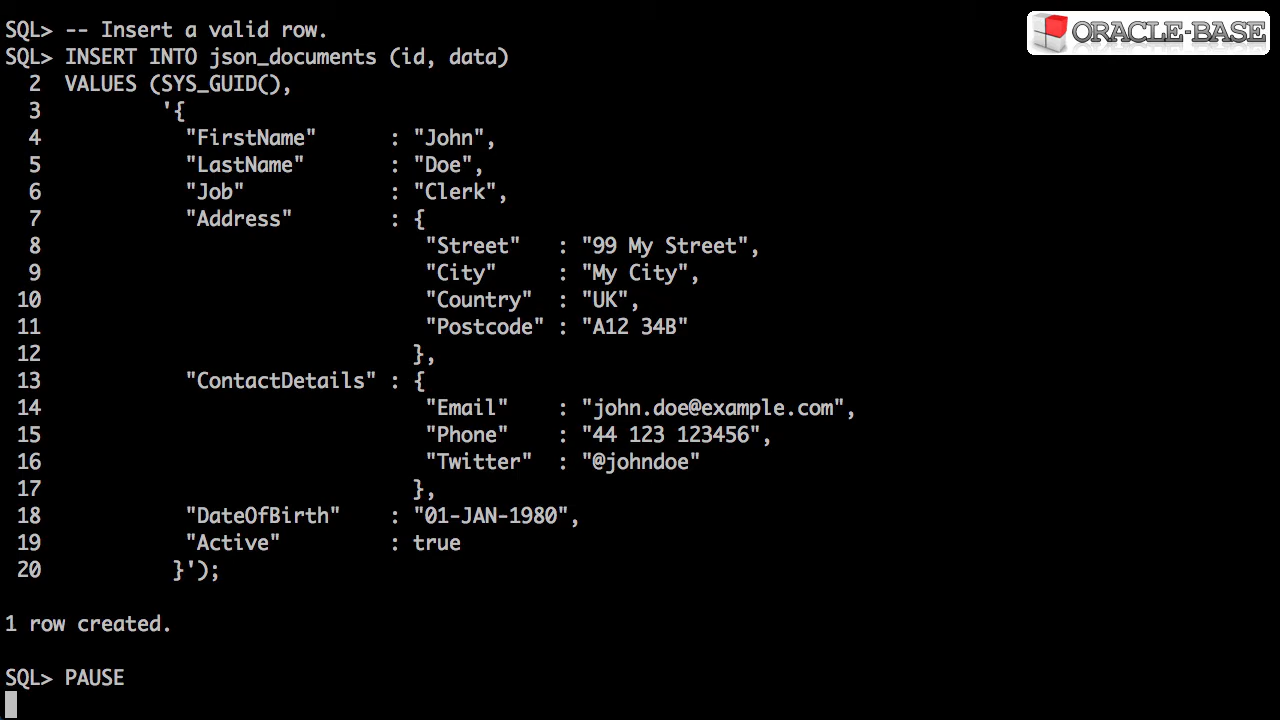 SQL> -- Insert a valid row.
ORACLE-BASE
SQL> INSERT INTO json_documents (id, data)
  2  VALUES (SYS_GUID(),
  3          '{
  4            "FirstName"      : "John",
  5            "LastName"       : "Doe",
  6            "Job"            : "Clerk",
  7            "Address"        : {
  8                                "Street"   : "99 My Street",
  9                                "City"     : "My City",
 10                                "Country"  : "UK",
 11                                "Postcode" : "A12 34B"
 12                               },
 13            "ContactDetails" : {
 14                                "Email"    : "john.doe@example.com",
 15                                "Phone"    : "44 123 123456",
 16                                "Twitter"  : "@johndoe"
 17                               },
 18            "DateOfBirth"    : "01-JAN-1980",
 19            "Active"         : true
 20           }');
1 row created.
SQL> PAUSE